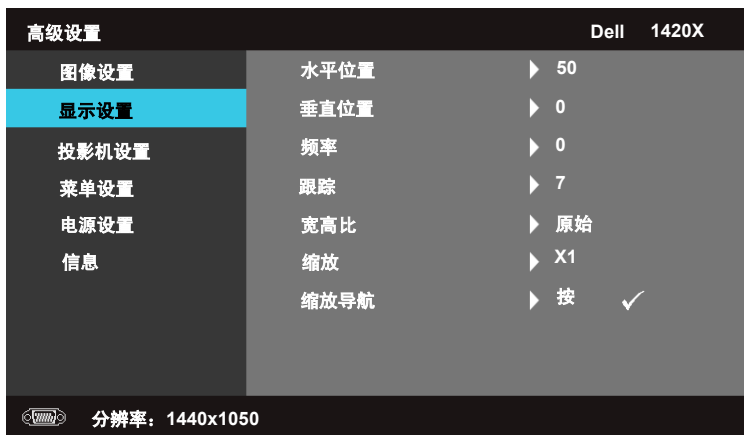 高级设置 Dell 1420X
图像设置 水平位置 50
显示设置 垂直位置 0
投影机设置 频率 0
菜单设置 跟踪 7
电源设置 宽高比 原始
信息 缩放 X1
缩放导航 按
分辨率：1440x1050